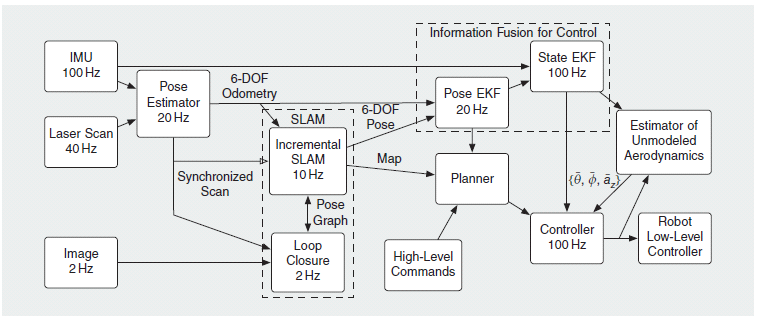 Information Fusion for Control
IMU
100 Hz
State EKF
100 Hz
Pose
Estimator
20 Hz
6-DOF
Odometry
Pose EKF
20 Hz
6-DOF
Pose
Laser Scan
40 Hz
SLAM
Incremental
SLAM
10 Hz
Estimator of
Unmodeled
Aerodynamics
Map
Synchronized
Scan
Planner
{θ̄, ϕ̄, ā_z}
Pose
Graph
Controller
100 Hz
Robot
Low-Level
Controller
Image
2 Hz
Loop
Closure
2 Hz
High-Level
Commands